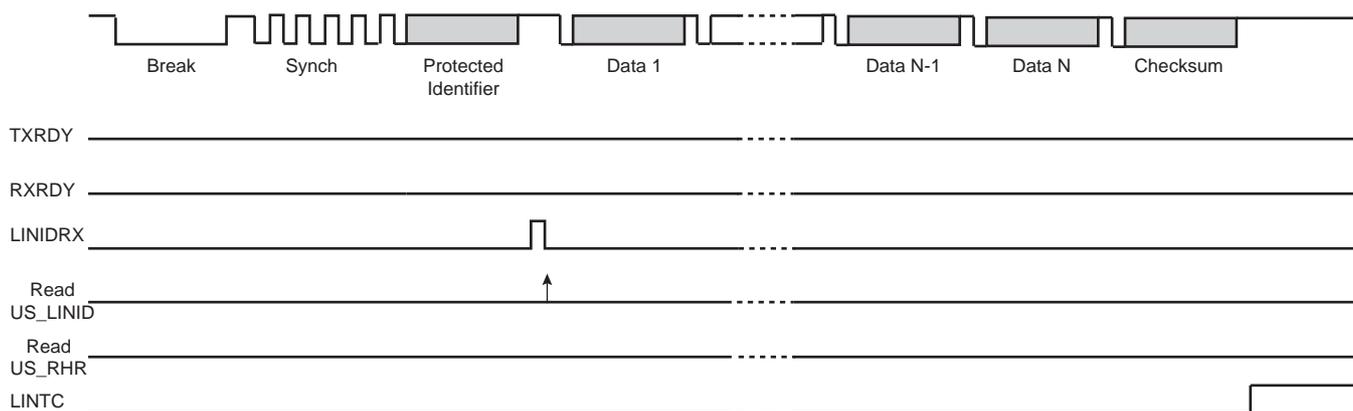 Break
Synch
Protected
Identifier
Data 1
Data N-1
Data N
Checksum
TXRDY
RXRDY
LINIDRX
Read
US_LINID
Read
US_RHR
LINTC